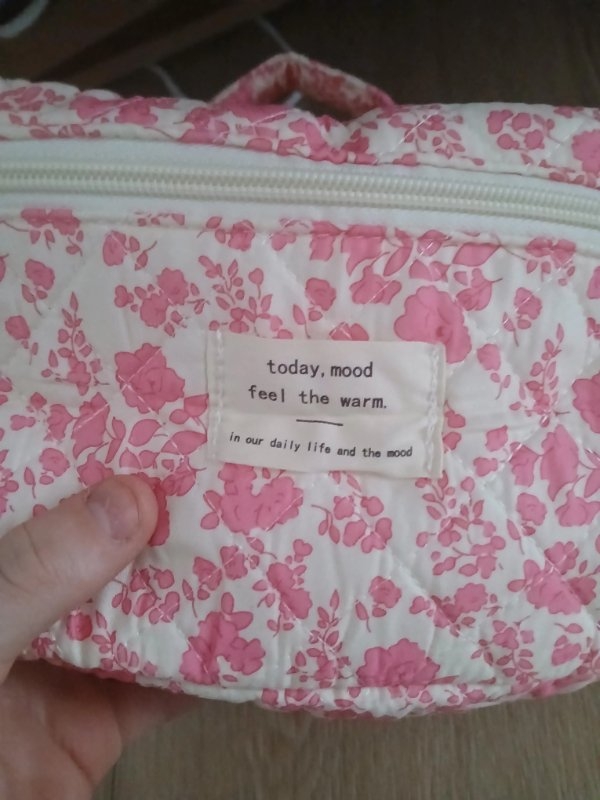 today, mood
feel the warm.
in our daily life and the mood